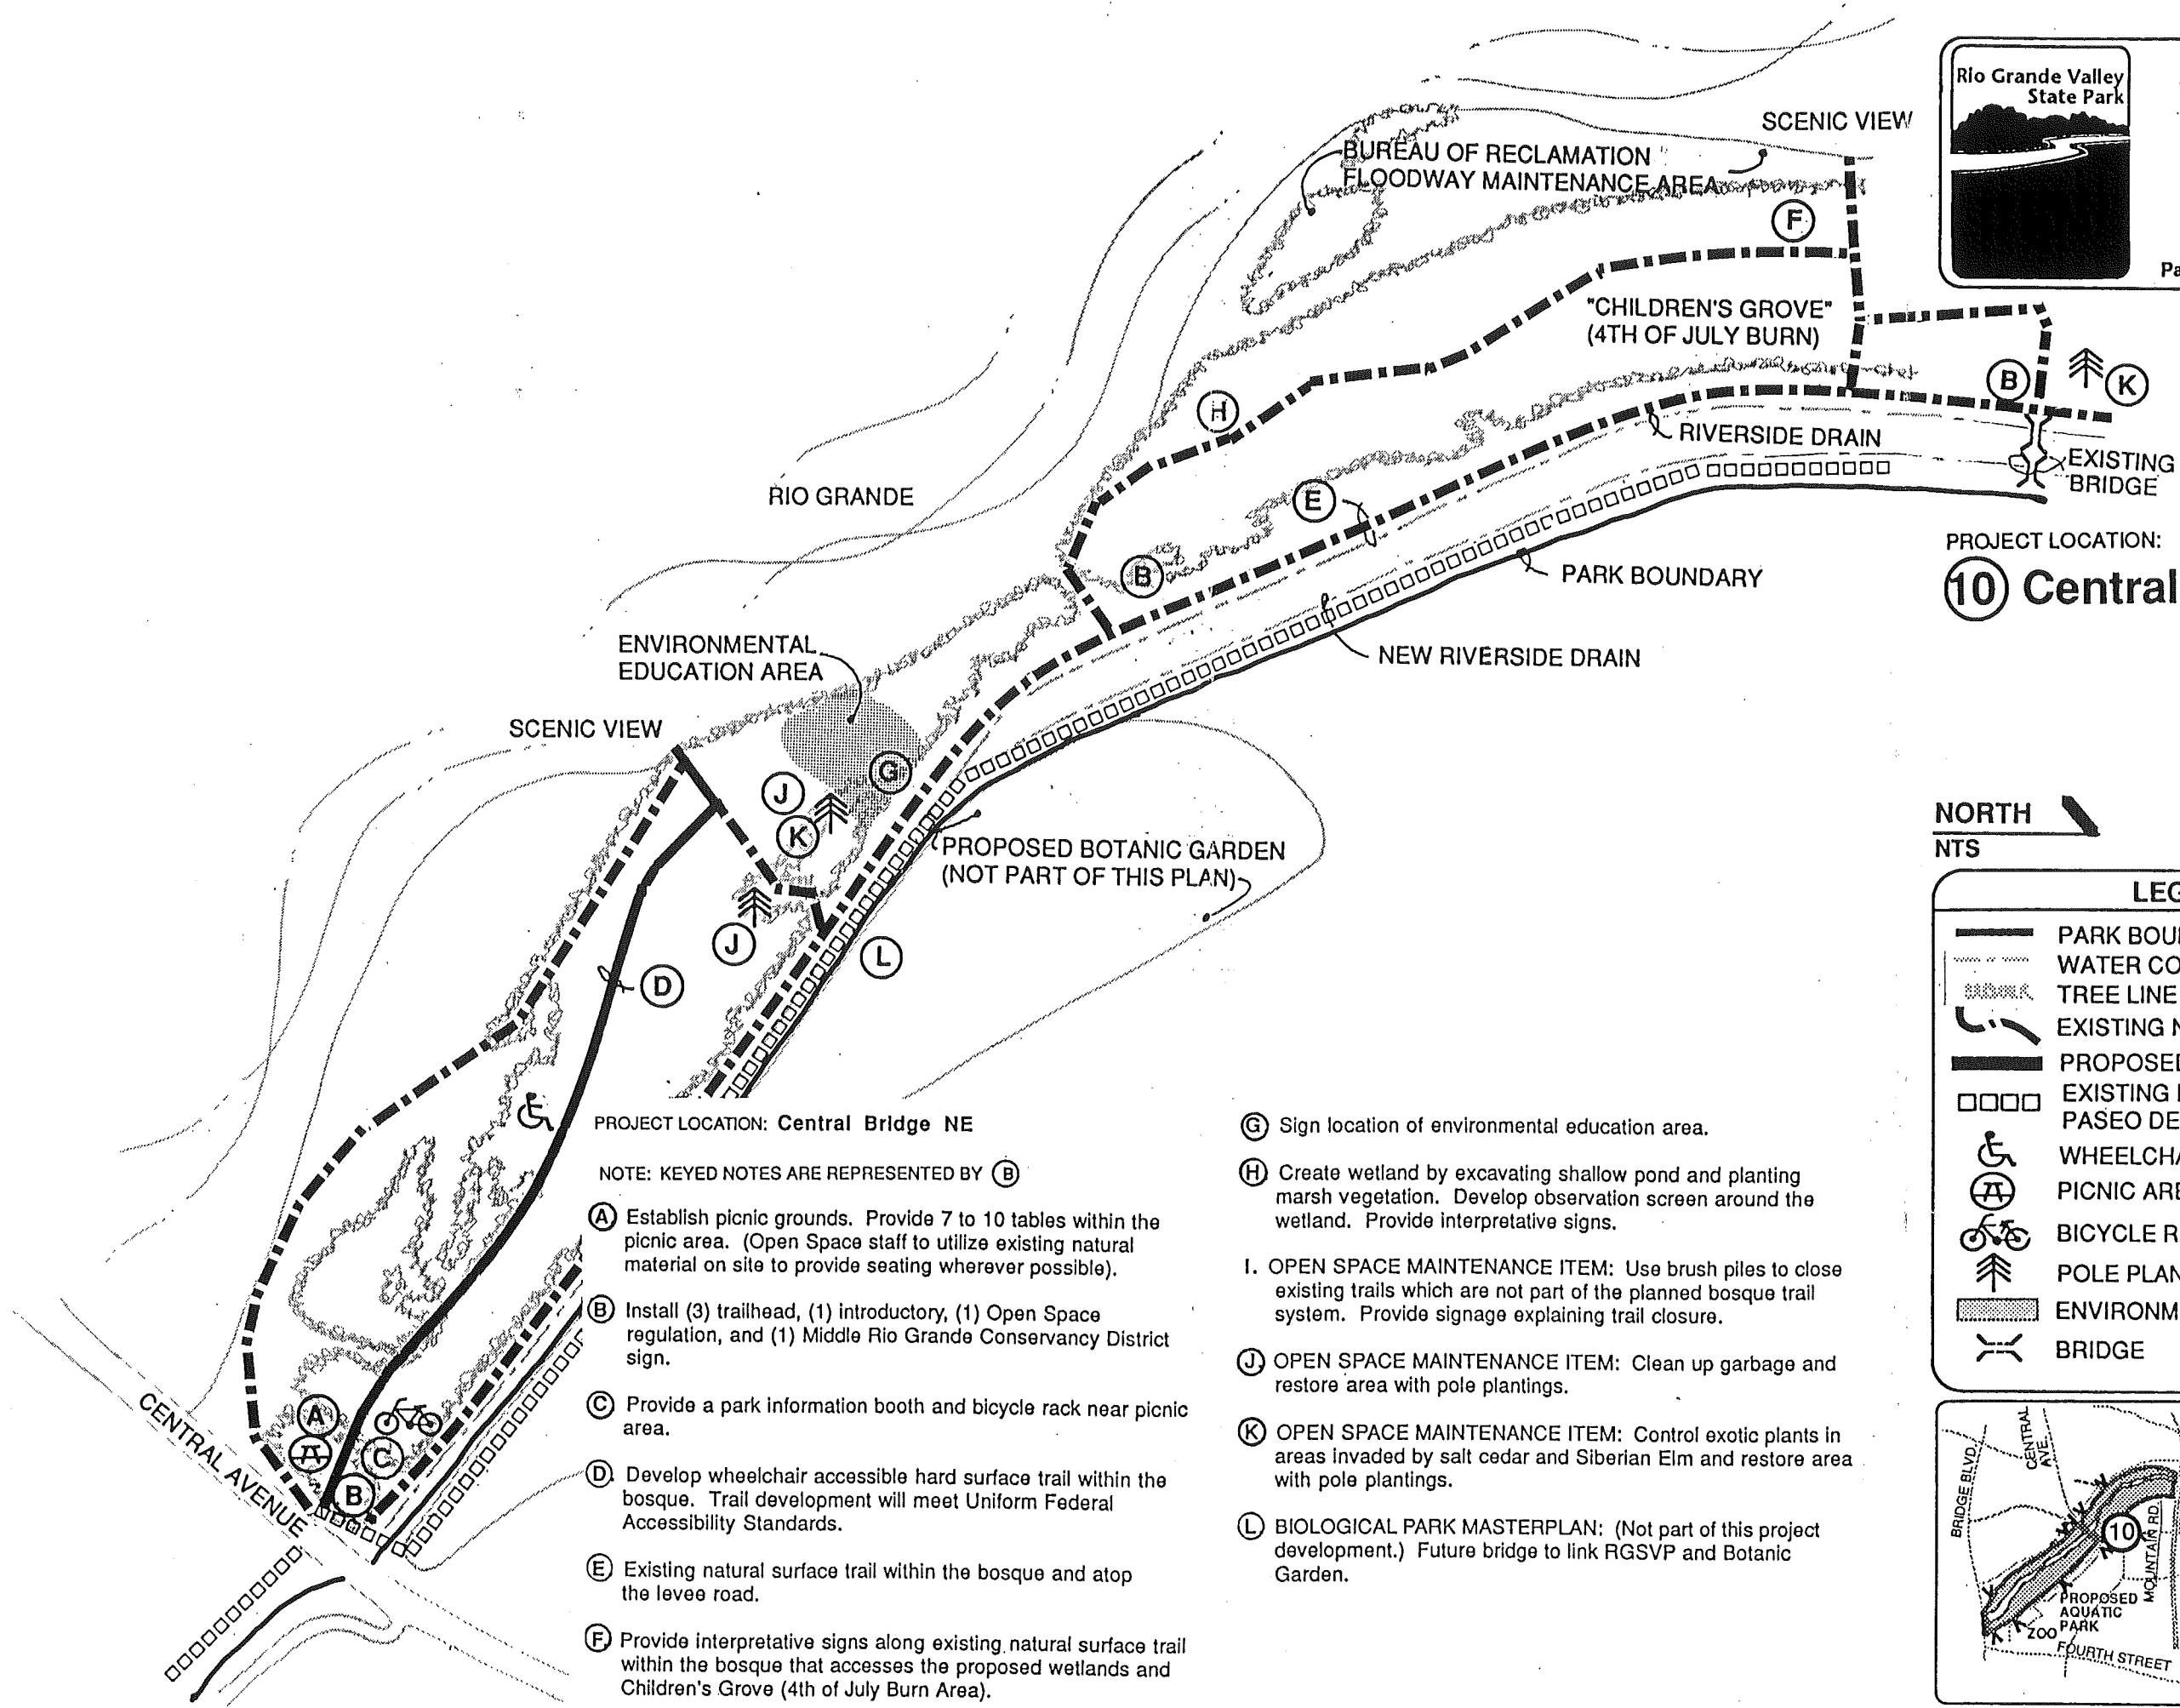 Rio Grande Valley
State Park
Pa
SCENIC VIEW
BUREAU OF RECLAMATION
FLOODWAY MAINTENANCE AREA
F
"CHILDREN'S GROVE"
(4TH OF JULY BURN)
B
K
H
RIVERSIDE DRAIN
EXISTING
BRIDGE
RIO GRANDE
E
PROJECT LOCATION:
10 Central
B
PARK BOUNDARY
ENVIRONMENTAL
EDUCATION AREA
NEW RIVERSIDE DRAIN
SCENIC VIEW
G
J
K
PROPOSED BOTANIC GARDEN
(NOT PART OF THIS PLAN)
J
L
D
NORTH
NTS
LEG
PARK BOU
WATER CO
TREE LINE
EXISTING N
PROPOSED
EXISTING
PASEO DE
WHEELCHA
PICNIC ARE
BICYCLE R
POLE PLAN
ENVIRONM
BRIDGE
PROJECT LOCATION: Central Bridge NE
NOTE: KEYED NOTES ARE REPRESENTED BY B
A Establish picnic grounds. Provide 7 to 10 tables within the
picnic area. (Open Space staff to utilize existing natural
material on site to provide seating wherever possible).
B Install (3) trailhead, (1) introductory, (1) Open Space
regulation, and (1) Middle Rio Grande Conservancy District
sign.
C Provide a park information booth and bicycle rack near picnic
area.
D Develop wheelchair accessible hard surface trail within the
bosque. Trail development will meet Uniform Federal
Accessibility Standards.
E Existing natural surface trail within the bosque and atop
the levee road.
F Provide interpretative signs along existing natural surface trail
within the bosque that accesses the proposed wetlands and
Children's Grove (4th of July Burn Area).
G Sign location of environmental education area.
H Create wetland by excavating shallow pond and planting
marsh vegetation. Develop observation screen around the
wetland. Provide interpretative signs.
I. OPEN SPACE MAINTENANCE ITEM: Use brush piles to close
existing trails which are not part of the planned bosque trail
system. Provide signage explaining trail closure.
J OPEN SPACE MAINTENANCE ITEM: Clean up garbage and
restore area with pole plantings.
K OPEN SPACE MAINTENANCE ITEM: Control exotic plants in
areas invaded by salt cedar and Siberian Elm and restore area
with pole plantings.
L BIOLOGICAL PARK MASTERPLAN: (Not part of this project
development.) Future bridge to link RGSVP and Botanic
Garden.
A
C
B
CENTRAL AVENUE
BRIDGE BLVD.
CENTRAL
AVE
10
MOUNTAIN RD.
PROPOSED
AQUATIC
PARK
ZOO
FOURTH STREET